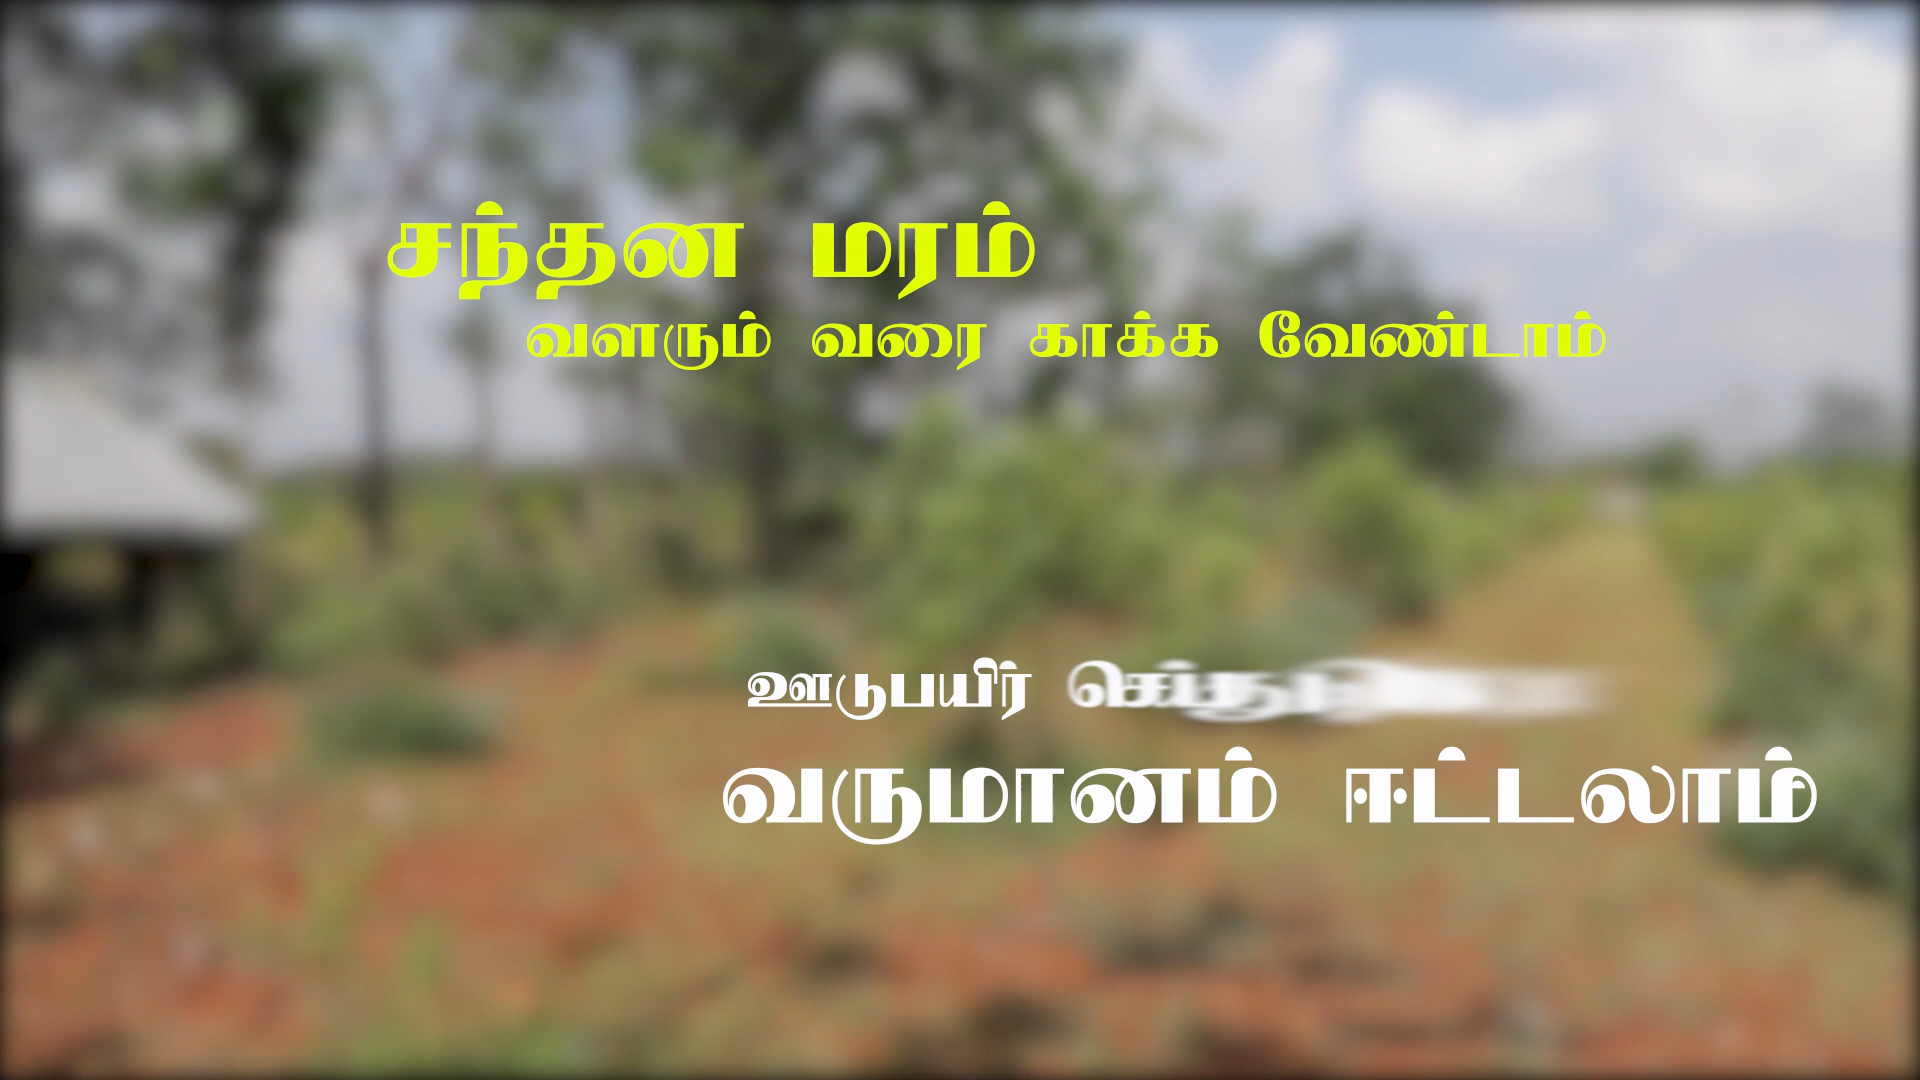 சந்தன மரம்
வளரும் வரை காக்க வேண்டாம்
ஊடுபயிர்
வருமானம் ஈட்டலாம்